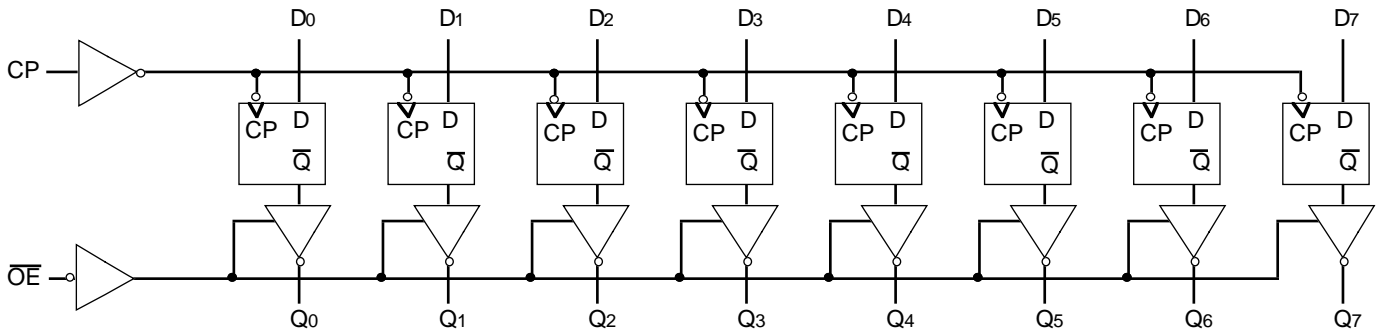 D0 D1 D2 D3 D4 D5 D6 D7
CP
CP D CP D CP D CP D CP D CP D CP D CP D
Q̅ Q̅ Q̅ Q̅ Q̅ Q̅ Q̅ Q̅
O̅E̅
Q0 Q1 Q2 Q3 Q4 Q5 Q6 Q7